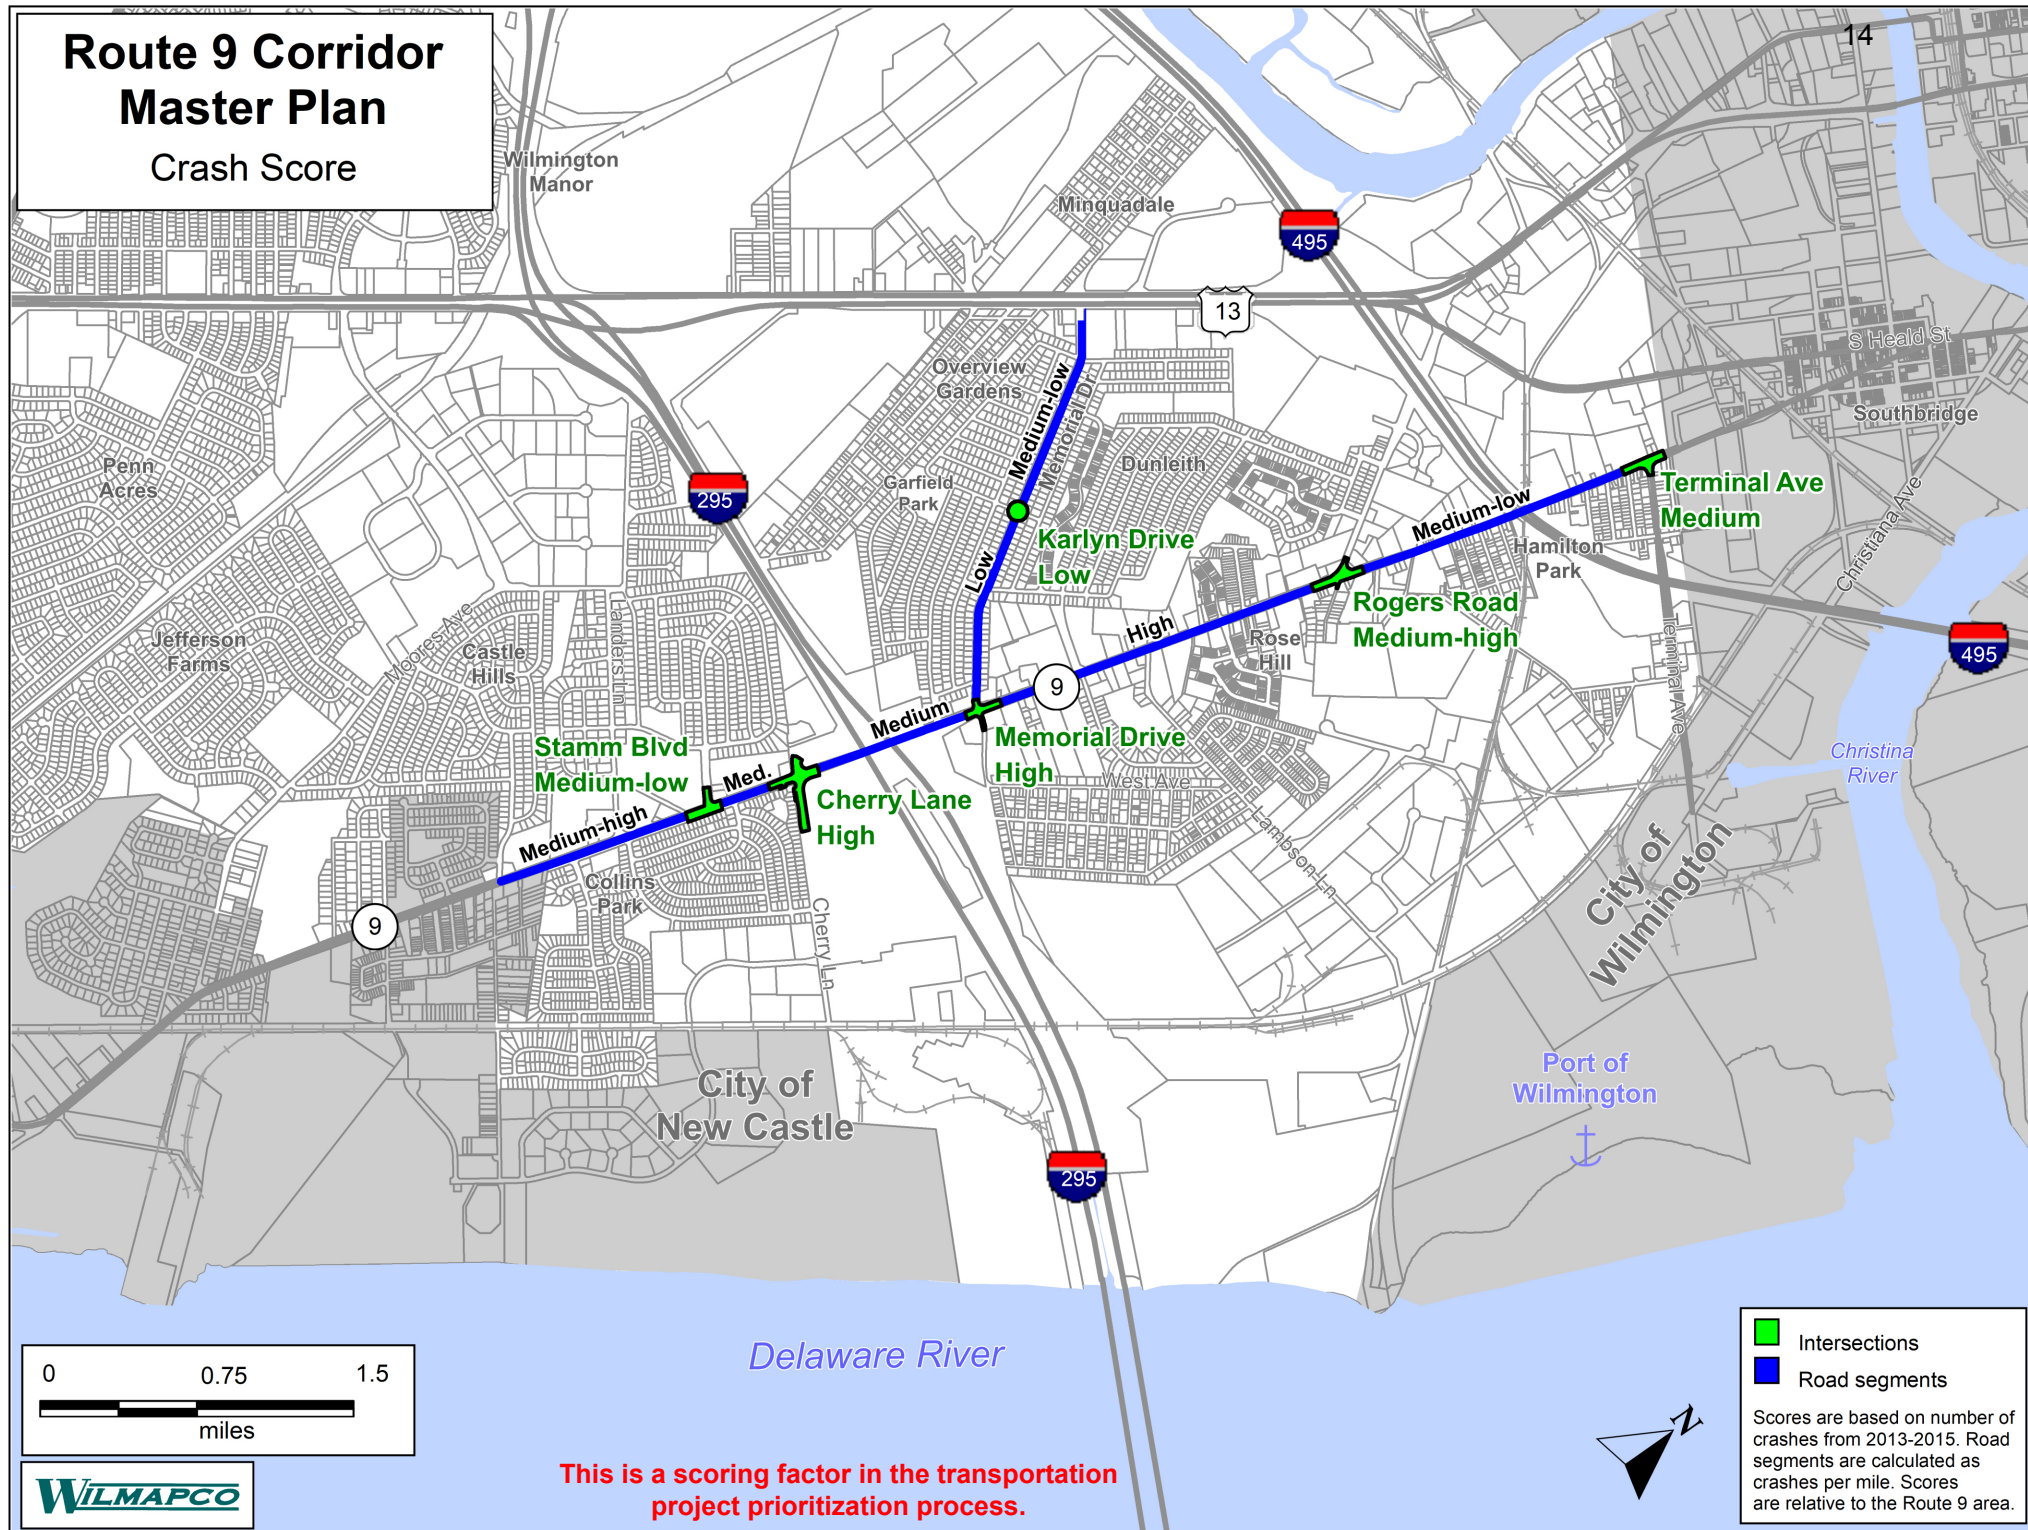 Route 9 Corridor
Master Plan
Crash Score
14
Wilmington
Manor
Minquadale
495
13
S Heald St
Southbridge
Overview
Gardens
Medium-low
Memorial Dr
Penn
Acres
295
Garfield
Park
Dunleith
Terminal Ave
Medium
Medium-low
Christiana Ave
Karlyn Drive
Low
Low
Hamilton
Park
Rogers Road
Medium-high
High
Rose
Hill
Jefferson
Farms
Moores Ave
Castle
Hills
Landers Ln
Terminal Ave
495
9
Medium
Memorial Drive
High
West Ave
Stamm Blvd
Medium-low
Med.
Cherry Lane
High
Christina
River
Medium-high
Lambson Ln
Collins
Park
9
Cherry Ln
City of
Wilmington
City of
New Castle
Port of
Wilmington
295
Delaware River
0 0.75 1.5
miles
WILMAPCO
This is a scoring factor in the transportation
project prioritization process.
N
Intersections
Road segments
Scores are based on number of
crashes from 2013-2015. Road
segments are calculated as
crashes per mile. Scores
are relative to the Route 9 area.